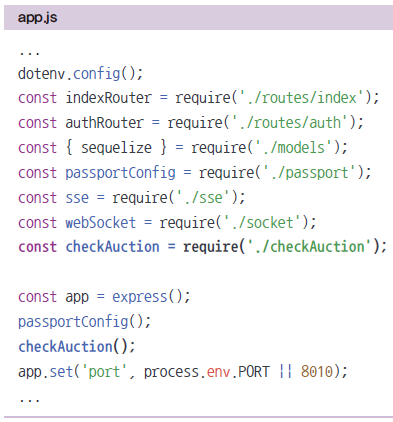 app.js
...
dotenv.config();
const indexRouter = require('./routes/index');
const authRouter = require('./routes/auth');
const { sequelize } = require('./models');
const passportConfig = require('./passport');
const sse = require('./sse');
const webSocket = require('./socket');
const checkAuction = require('./checkAuction');

const app = express();
passportConfig();
checkAuction();
app.set('port', process.env.PORT || 8010);
...